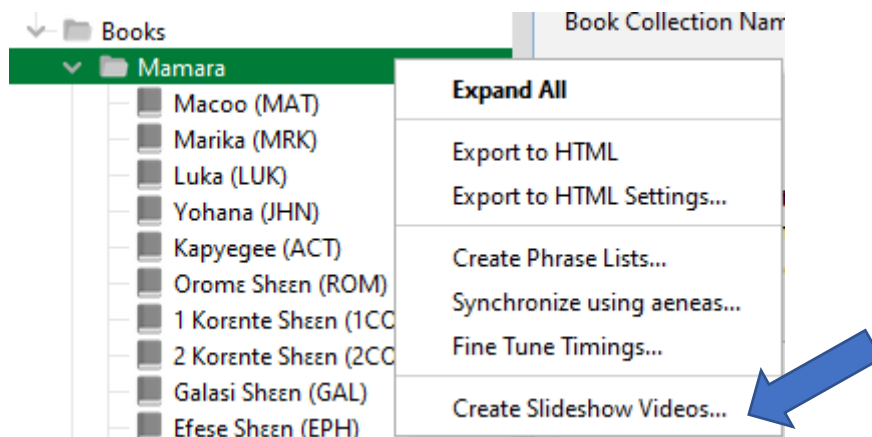 Books
Mamara
Macoo (MAT)
Marika (MRK)
Luka (LUK)
Yohana (JHN)
Kapyegee (ACT)
Oromɛ Shɛɛn (ROM)
1 Korɛnte Shɛɛn (1CO
2 Korɛnte Shɛɛn (2CO
Galasi Shɛɛn (GAL)
Efese Shɛɛn (EPH)
Book Collection Nam
Expand All
Export to HTML
Export to HTML Settings...
Create Phrase Lists...
Synchronize using aeneas...
Fine Tune Timings...
Create Slideshow Videos...